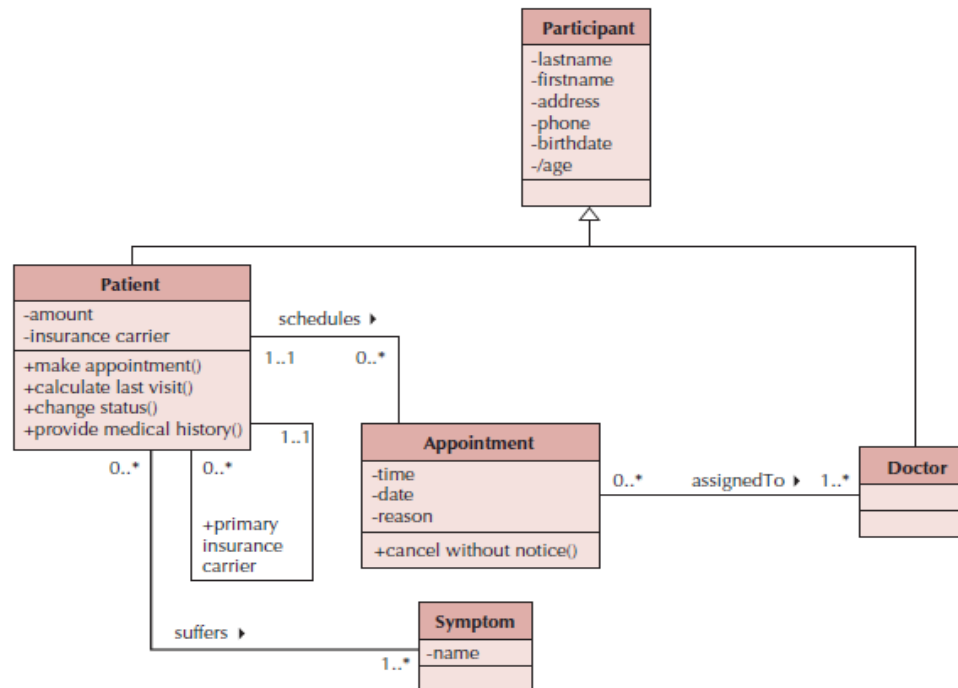 Participant
-lastname
-firstname
-address
-phone
-birthdate
-/age
Patient
-amount
-insurance carrier
+make appointment()
+calculate last visit()
+change status()
+provide medical history()
schedules
1..1
0..*
1..1
0..*
0..*
+primary
insurance
carrier
Appointment
-time
-date
-reason
+cancel without notice()
0..*
assignedTo
1..*
Doctor
suffers
1..*
Symptom
-name